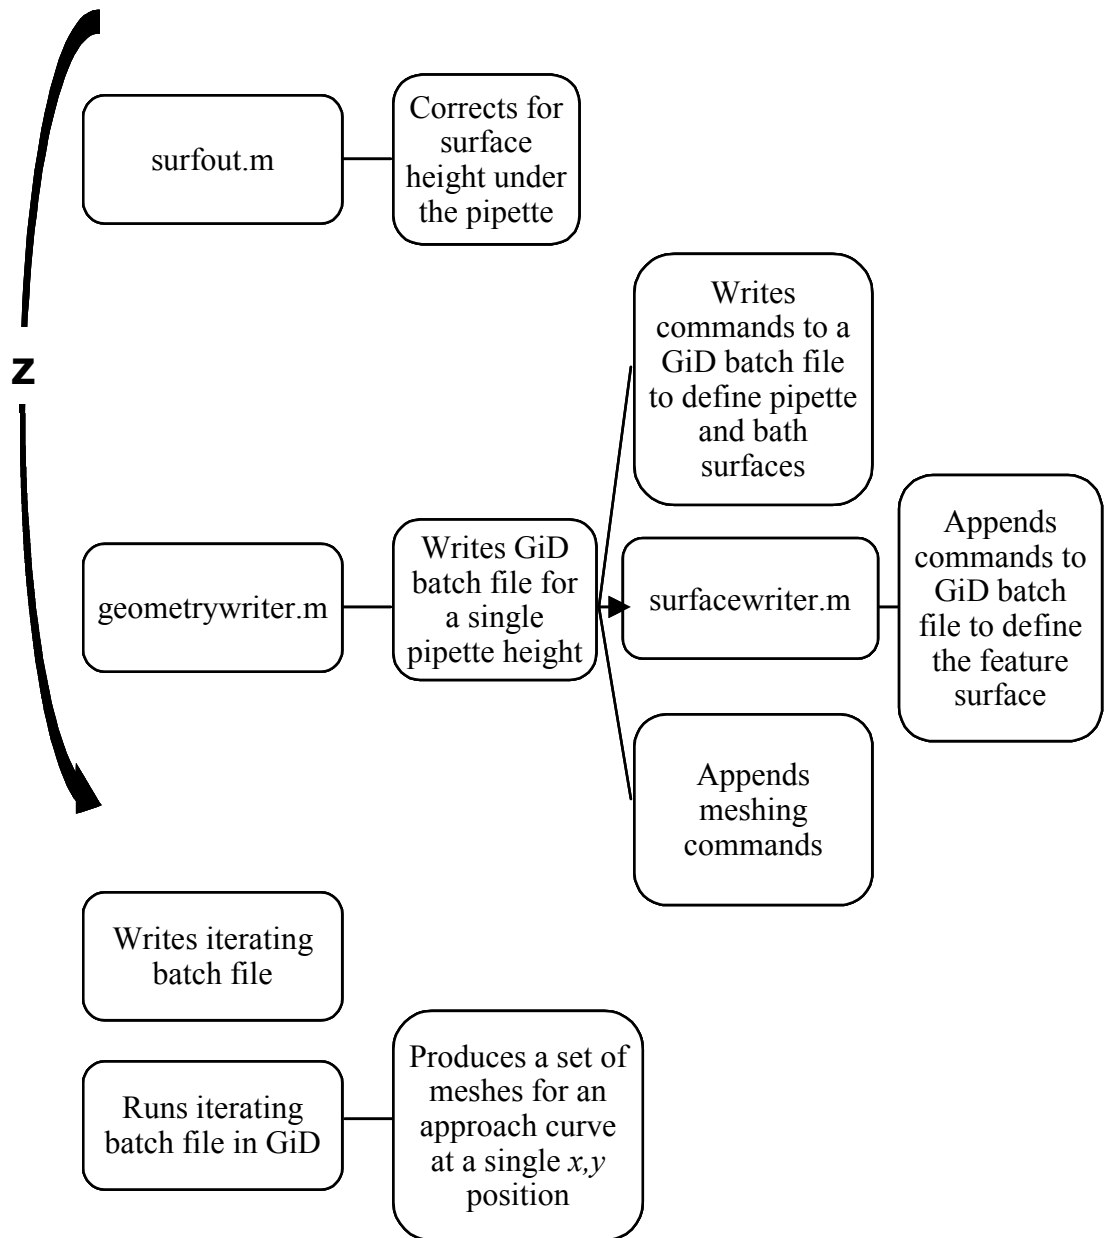 Corrects for
surface
height under
the pipette
surfout.m
Writes
commands to a
GiD batch file
to define pipette
and bath
surfaces
z
Writes GiD
batch file for
a single
pipette height
geometrywriter.m
surfacewriter.m
Appends
commands to
GiD batch
file to define
the feature
surface
Appends
meshing
commands
Writes iterating
batch file
Runs iterating
batch file in GiD
Produces a set of
meshes for an
approach curve
at a single x,y
position